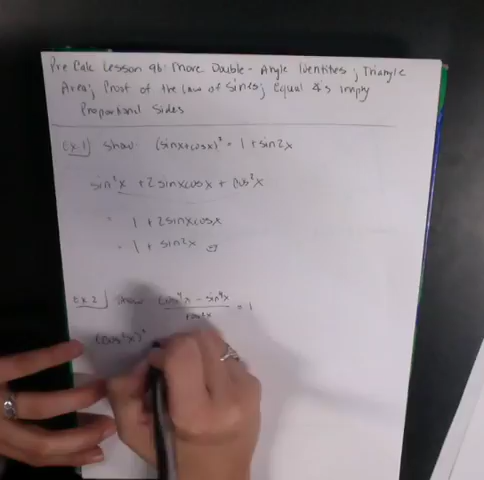 Pre Calc Lesson 96: More Double-Angle Identities; Triangle
Area; Proof of the Law of Sines; Equal ∡s Imply
Proportional Sides
Ex. 1) Show (sinx+cosx)² = 1 + sin2x
sin²x + 2sinxcosx + cos²x
= 1 + 2sinxcosx
= 1 + sin2x
Ex 2) Show (cos⁴x - sin⁴x)/cos2x = 1
(cos²x)²